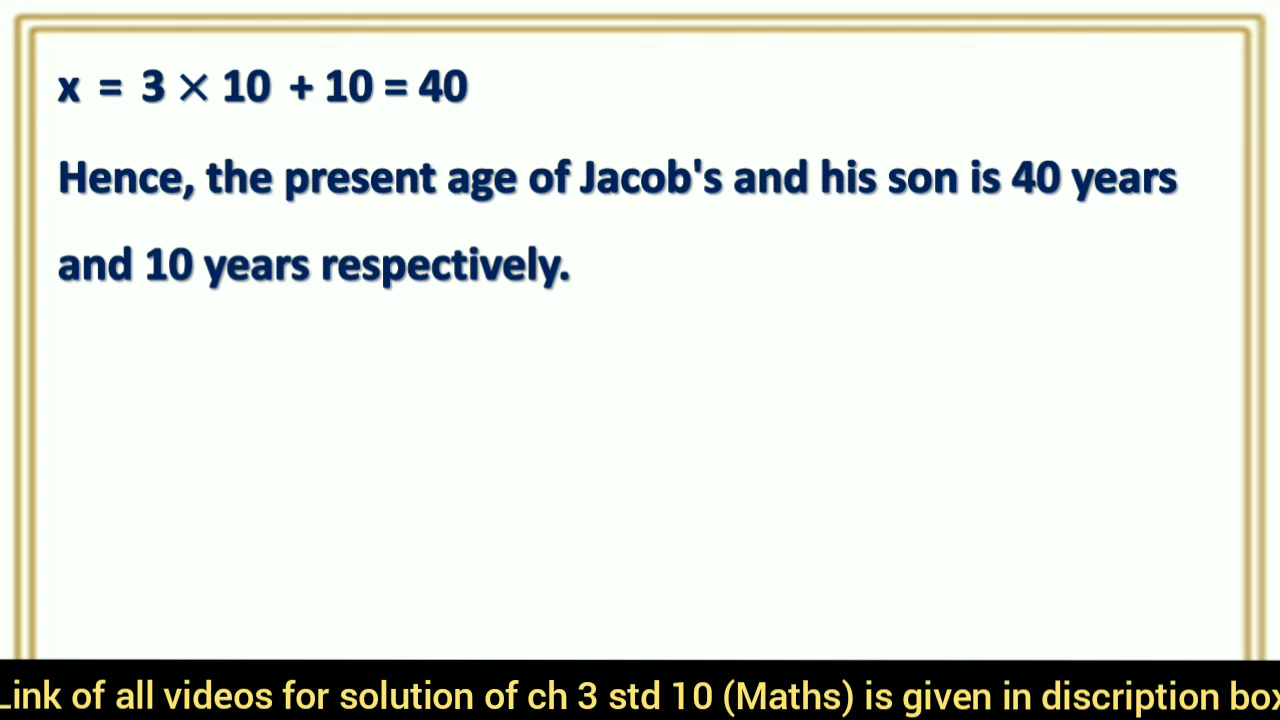 x = 3 × 10 + 10 = 40
Hence, the present age of Jacob's and his son is 40 years
and 10 years respectively.
Link of all videos for solution of ch 3 std 10 (Maths) is given in discription box